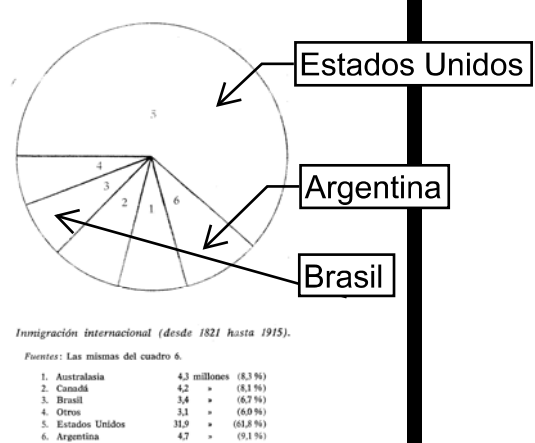 Estados Unidos
5
Argentina
4
3
6
2
1
Brasil
Inmigración internacional (desde 1821 hasta 1915).
Fuentes: Las mismas del cuadro 6.
1. Australasia 4,3 millones (8,3 %)
2. Canadá 4,2 » (8,1 %)
3. Brasil 3,4 » (6,7 %)
4. Otros 3,1 » (6,0 %)
5. Estados Unidos 31,9 » (61,8 %)
6. Argentina 4,7 » (9,1 %)